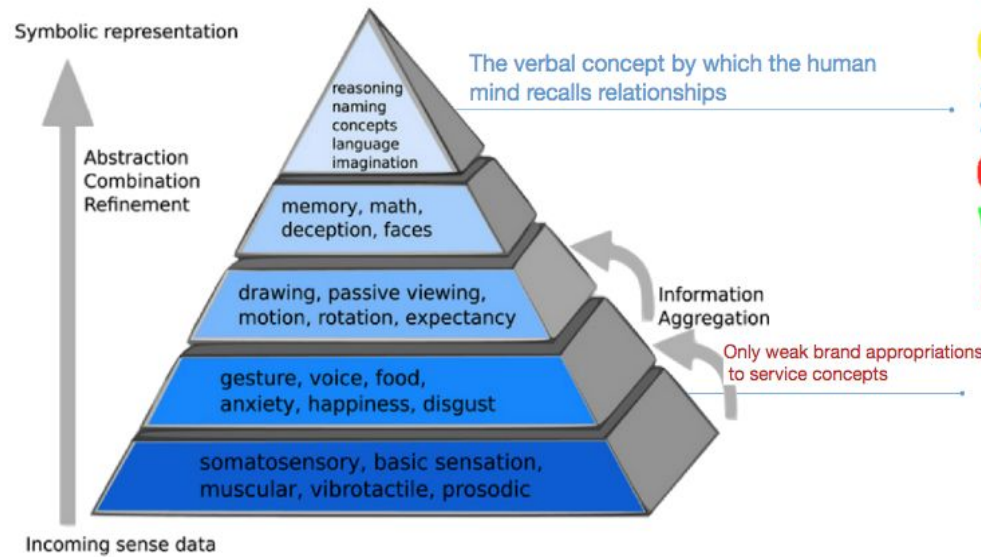 Symbolic representation
The verbal concept by which the human
mind recalls relationships
reasoning
naming
concepts
language
imagination
Abstraction
Combination
Refinement
memory, math,
deception, faces
drawing, passive viewing,
motion, rotation, expectancy
Information
Aggregation
Only weak brand appropriations
to service concepts
gesture, voice, food,
anxiety, happiness, disgust
somatosensory, basic sensation,
muscular, vibrotactile, prosodic
Incoming sense data